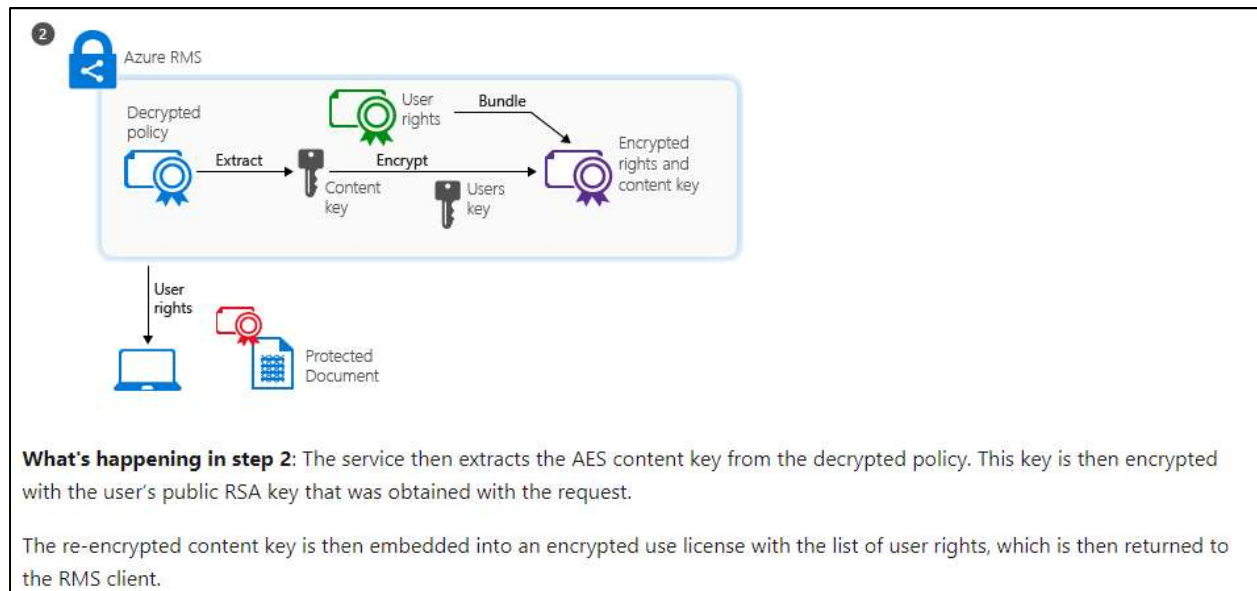 2
Azure RMS
Decrypted
policy
Extract
Content
key
Encrypt
Users
key
User
rights
Bundle
Encrypted
rights and
content key
User
rights
Protected
Document
What's happening in step 2: The service then extracts the AES content key from the decrypted policy. This key is then encrypted
with the user's public RSA key that was obtained with the request.
The re-encrypted content key is then embedded into an encrypted use license with the list of user rights, which is then returned to
the RMS client.